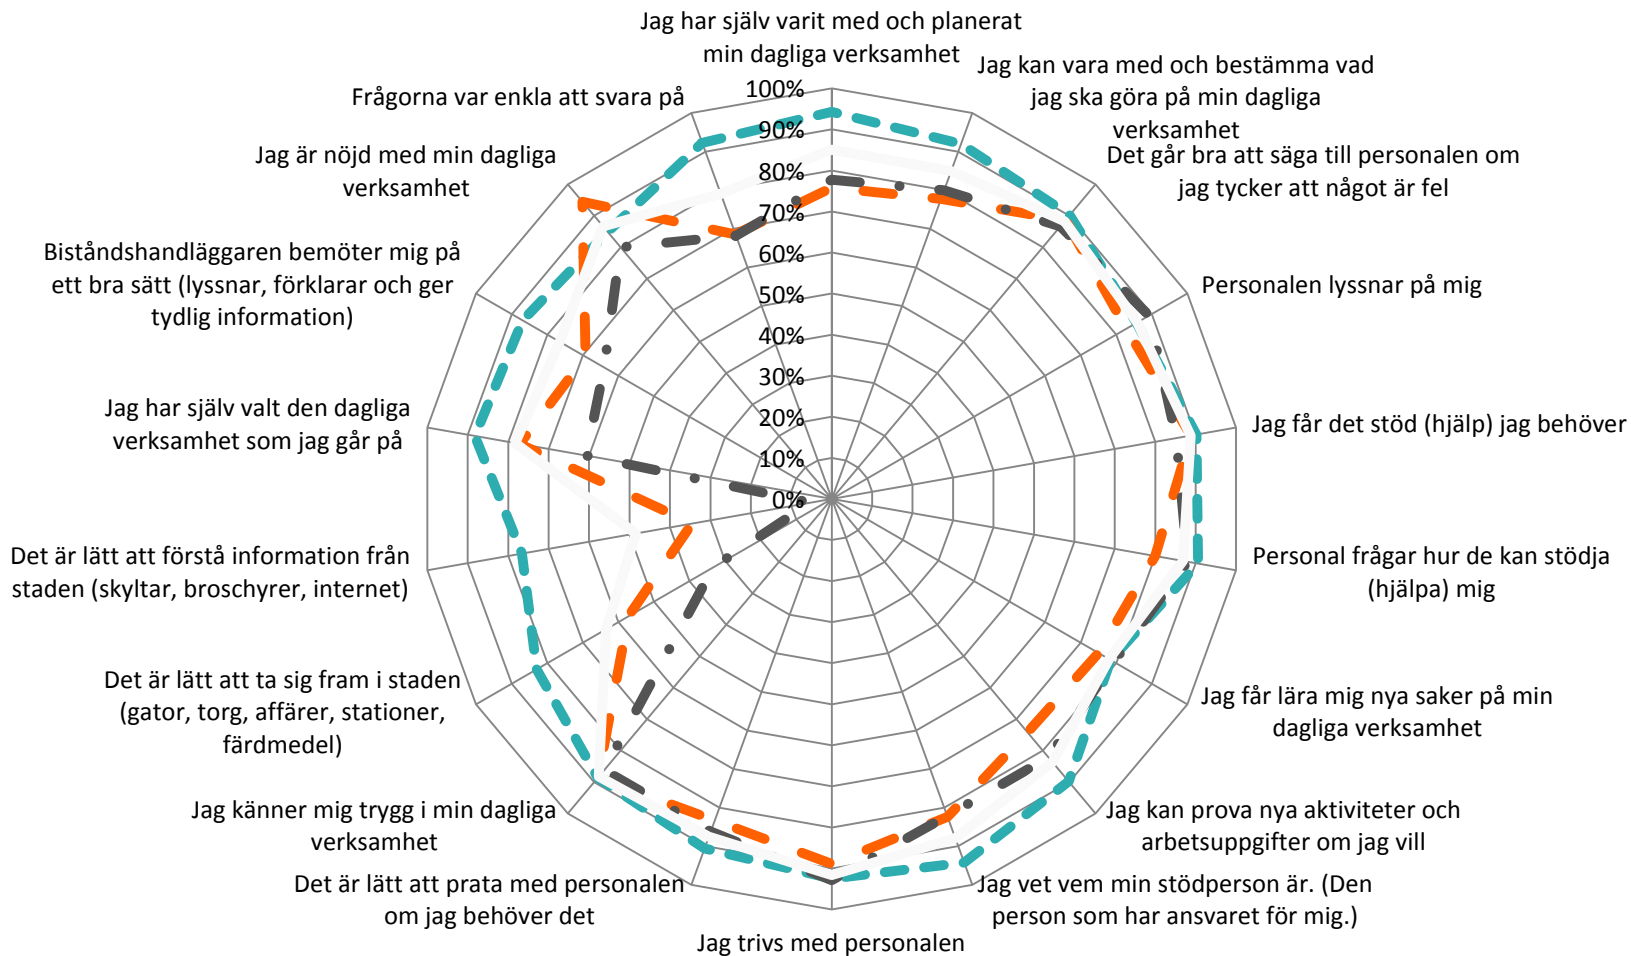 Jag har själv varit med och planerat
min dagliga verksamhet
Jag kan vara med och bestämma vad
jag ska göra på min dagliga
verksamhet
Det går bra att säga till personalen om
jag tycker att något är fel
Personalen lyssnar på mig
Jag får det stöd (hjälp) jag behöver
Personal frågar hur de kan stödja
(hjälpa) mig
Jag får lära mig nya saker på min
dagliga verksamhet
Jag kan prova nya aktiviteter och
arbetsuppgifter om jag vill
Jag vet vem min stödperson är. (Den
person som har ansvaret för mig.)
Jag trivs med personalen
Det är lätt att prata med personalen
om jag behöver det
Jag känner mig trygg i min dagliga
verksamhet
Det är lätt att ta sig fram i staden
(gator, torg, affärer, stationer,
färdmedel)
Det är lätt att förstå information från
staden (skyltar, broschyrer, internet)
Jag har själv valt den dagliga
verksamhet som jag går på
Biståndshandläggaren bemöter mig på
ett bra sätt (lyssnar, förklarar och ger
tydlig information)
Jag är nöjd med min dagliga
verksamhet
Frågorna var enkla att svara på
100%
90%
80%
70%
60%
50%
40%
30%
20%
10%
0%